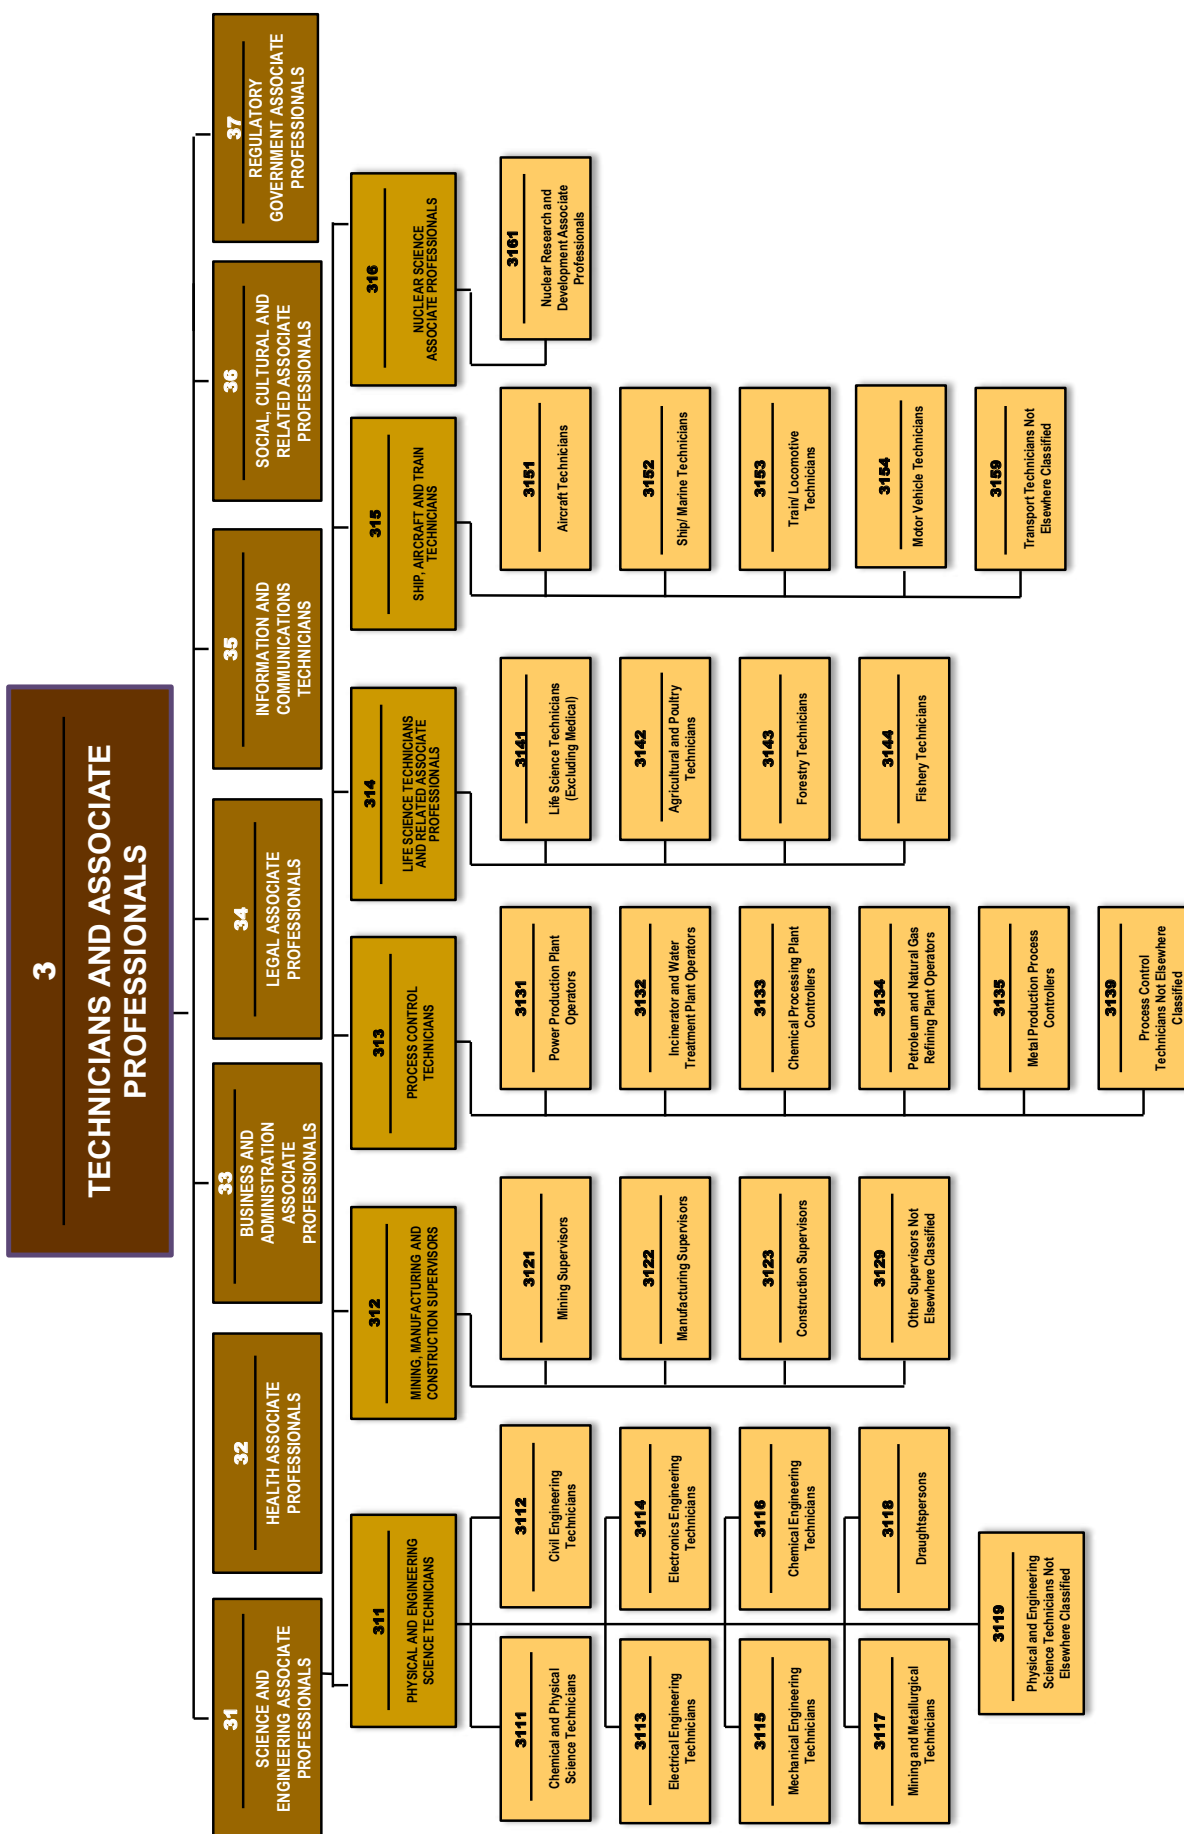 3
TECHNICIANS AND ASSOCIATE
PROFESSIONALS
31
SCIENCE AND
ENGINEERING ASSOCIATE
PROFESSIONALS
32
HEALTH ASSOCIATE
PROFESSIONALS
33
BUSINESS AND
ADMINISTRATION
ASSOCIATE
PROFESSIONALS
34
LEGAL ASSOCIATE
PROFESSIONALS
35
INFORMATION AND
COMMUNICATIONS
TECHNICIANS
36
SOCIAL, CULTURAL AND
RELATED ASSOCIATE
PROFESSIONALS
37
REGULATORY
GOVERNMENT ASSOCIATE
PROFESSIONALS
311
PHYSICAL AND ENGINEERING
SCIENCE TECHNICIANS
312
MINING, MANUFACTURING AND
CONSTRUCTION SUPERVISORS
313
PROCESS CONTROL
TECHNICIANS
314
LIFE SCIENCE TECHNICIANS
AND RELATED ASSOCIATE
PROFESSIONALS
315
SHIP, AIRCRAFT AND TRAIN
TECHNICIANS
316
NUCLEAR SCIENCE
ASSOCIATE PROFESSIONALS
3111
Chemical and Physical
Science Technicians
3112
Civil Engineering
Technicians
3113
Electrical Engineering
Technicians
3114
Electronics Engineering
Technicians
3115
Mechanical Engineering
Technicians
3116
Chemical Engineering
Technicians
3117
Mining and Metallurgical
Technicians
3118
Draughtspersons
3119
Physical and Engineering
Science Technicians Not
Elsewhere Classified
3121
Mining Supervisors
3122
Manufacturing Supervisors
3123
Construction Supervisors
3129
Other Supervisors Not
Elsewhere Classified
3131
Power Production Plant
Operators
3132
Incinerator and Water
Treatment Plant Operators
3133
Chemical Processing Plant
Controllers
3134
Petroleum and Natural Gas
Refining Plant Operators
3135
Metal Production Process
Controllers
3139
Process Control
Technicians Not Elsewhere
Classified
3141
Life Science Technicians
(Excluding Medical)
3142
Agricultural and Poultry
Technicians
3143
Forestry Technicians
3144
Fishery Technicians
3151
Aircraft Technicians
3152
Ship/ Marine Technicians
3153
Train/ Locomotive
Technicians
3154
Motor Vehicle Technicians
3159
Transport Technicians Not
Elsewhere Classified
3161
Nuclear Research and
Development Associate
Professionals